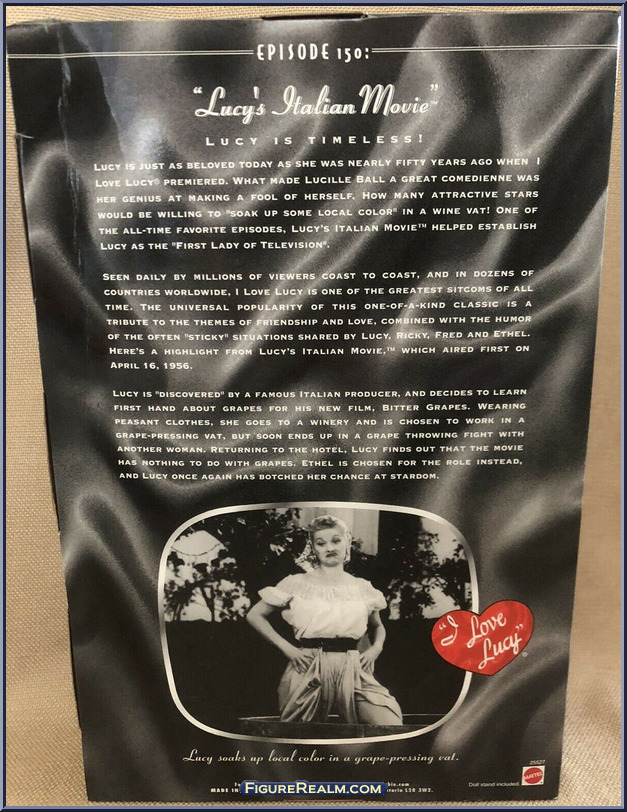 EPISODE 150:
"Lucy's Italian Movie"™
LUCY IS TIMELESS!
LUCY IS JUST AS BELOVED TODAY AS SHE WAS NEARLY FIFTY YEARS AGO WHEN I
LOVE LUCY® PREMIERED. WHAT MADE LUCILLE BALL A GREAT COMEDIENNE WAS
HER GENIUS AT MAKING A FOOL OF HERSELF. HOW MANY ATTRACTIVE STARS
WOULD BE WILLING TO "SOAK UP SOME LOCAL COLOR" IN A WINE VAT! ONE OF
THE ALL-TIME FAVORITE EPISODES, LUCY'S ITALIAN MOVIE™ HELPED ESTABLISH
LUCY AS THE "FIRST LADY OF TELEVISION".
SEEN DAILY BY MILLIONS OF VIEWERS COAST TO COAST, AND IN DOZENS OF
COUNTRIES WORLDWIDE, I LOVE LUCY IS ONE OF THE GREATEST SITCOMS OF ALL
TIME. THE UNIVERSAL POPULARITY OF THIS ONE-OF-A-KIND CLASSIC IS A
TRIBUTE TO THE THEMES OF FRIENDSHIP AND LOVE, COMBINED WITH THE HUMOR
OF THE OFTEN "STICKY" SITUATIONS SHARED BY LUCY, RICKY, FRED AND ETHEL.
HERE'S A HIGHLIGHT FROM LUCY'S ITALIAN MOVIE,™ WHICH AIRED FIRST ON
APRIL 16, 1956.
LUCY IS "DISCOVERED" BY A FAMOUS ITALIAN PRODUCER, AND DECIDES TO LEARN
FIRST HAND ABOUT GRAPES FOR HIS NEW FILM, BITTER GRAPES. WEARING
PEASANT CLOTHES, SHE GOES TO A WINERY AND IS CHOSEN TO WORK IN A
GRAPE-PRESSING VAT, BUT SOON ENDS UP IN A GRAPE THROWING FIGHT WITH
ANOTHER WOMAN. RETURNING TO THE HOTEL, LUCY FINDS OUT THAT THE MOVIE
HAS NOTHING TO DO WITH GRAPES. ETHEL IS CHOSEN FOR THE ROLE INSTEAD,
AND LUCY ONCE AGAIN HAS BOTCHED HER CHANCE AT STARDOM.
"I Love
Lucy"®
Lucy soaks up local color in a grape-pressing vat.
25527
MATTEL
Doll stand included.
MADE IN
L5R 3W2.
FIGUREREALM.COM